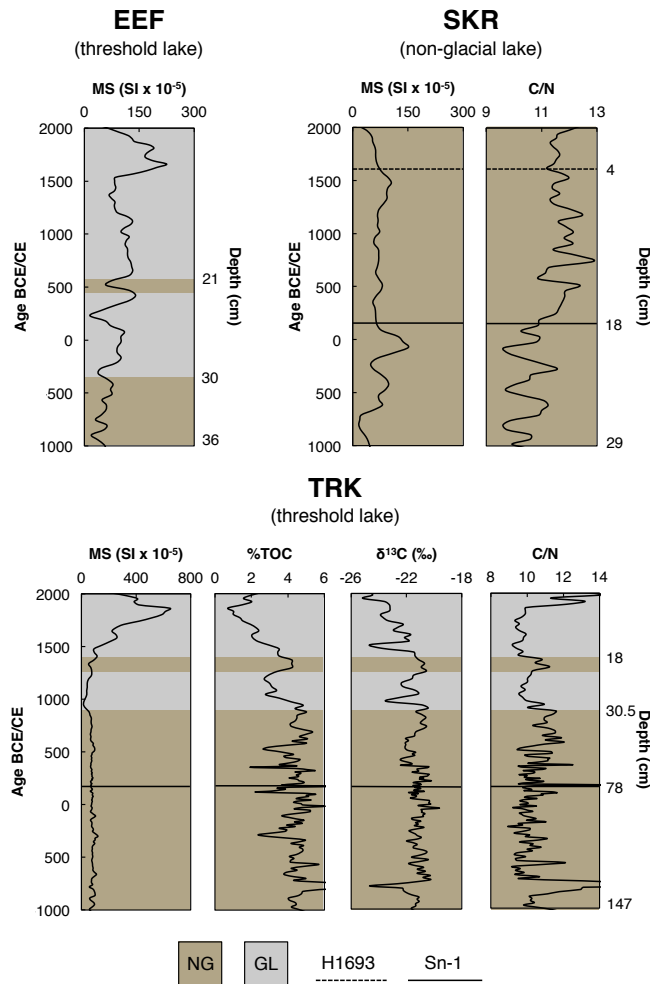 EEF
(threshold lake)
MS (SI x 10-5)
0 150 300
2000
1500
1000
500
0
500
1000
Age BCE/CE
21
30
36
Depth (cm)
SKR
(non-glacial lake)
MS (SI x 10-5) C/N
0 150 300 9 11 13
2000
1500
1000
500
0
500
1000
Age BCE/CE
4
18
29
Depth (cm)
TRK
(threshold lake)
MS (SI x 10-5) %TOC δ13C (‰) C/N
0 400 800 0 2 4 6 -26 -22 -18 8 10 12 14
2000
1500
1000
500
0
500
1000
Age BCE/CE
18
30.5
78
147
Depth (cm)
NG GL H1693 Sn-1